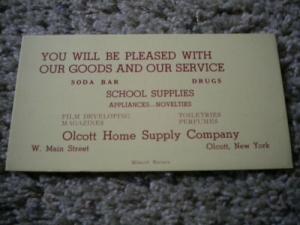 YOU WILL BE PLEASED WITH
OUR GOODS AND OUR SERVICE
SODA BAR DRUGS
SCHOOL SUPPLIES
APPLIANCES...NOVELTIES
FILM DEVELOPING TOILETRIES
MAGAZINES PERFUMES
Olcott Home Supply Company
W. Main Street Olcott, New York